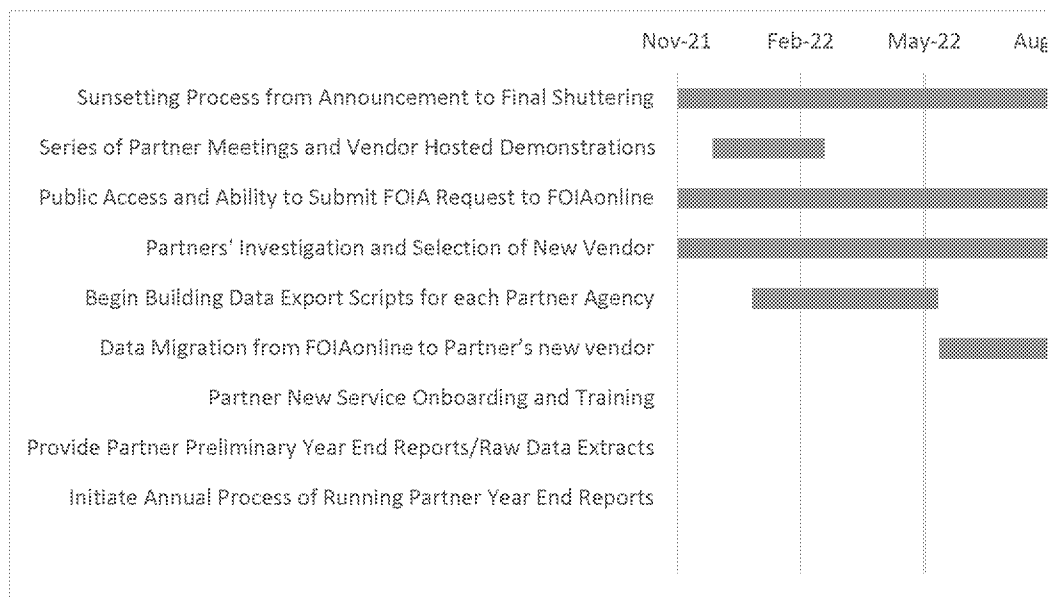 Nov-21 Feb-22 May-22 Aug
Sunsetting Process from Announcement to Final Shuttering
Series of Partner Meetings and Vendor Hosted Demonstrations
Public Access and Ability to Submit FOIA Request to FOIAonline
Partners' Investigation and Selection of New Vendor
Begin Building Data Export Scripts for each Partner Agency
Data Migration from FOIAonline to Partner's new vendor
Partner New Service Onboarding and Training
Provide Partner Preliminary Year End Reports/Raw Data Extracts
Initiate Annual Process of Running Partner Year End Reports